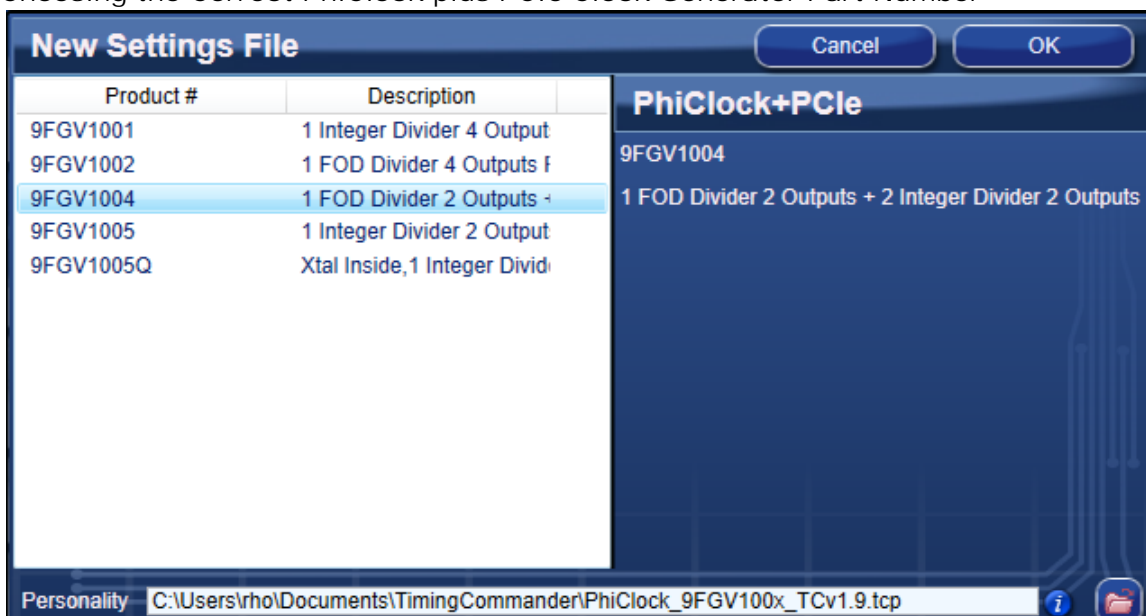 New Settings File
Cancel
OK
Product # Description
9FGV1001 1 Integer Divider 4 Output
9FGV1002 1 FOD Divider 4 Outputs
9FGV1004 1 FOD Divider 2 Outputs +
9FGV1005 1 Integer Divider 2 Output
9FGV1005Q Xtal Inside,1 Integer
PhiClock+PCIe
9FGV1004
1 FOD Divider 2 Outputs + 2 Integer Divider 2 Outputs
Personality C:\Users\rho\Documents\TimingCommander\PhiClock_9FGV100x_TCv1.9.tcp